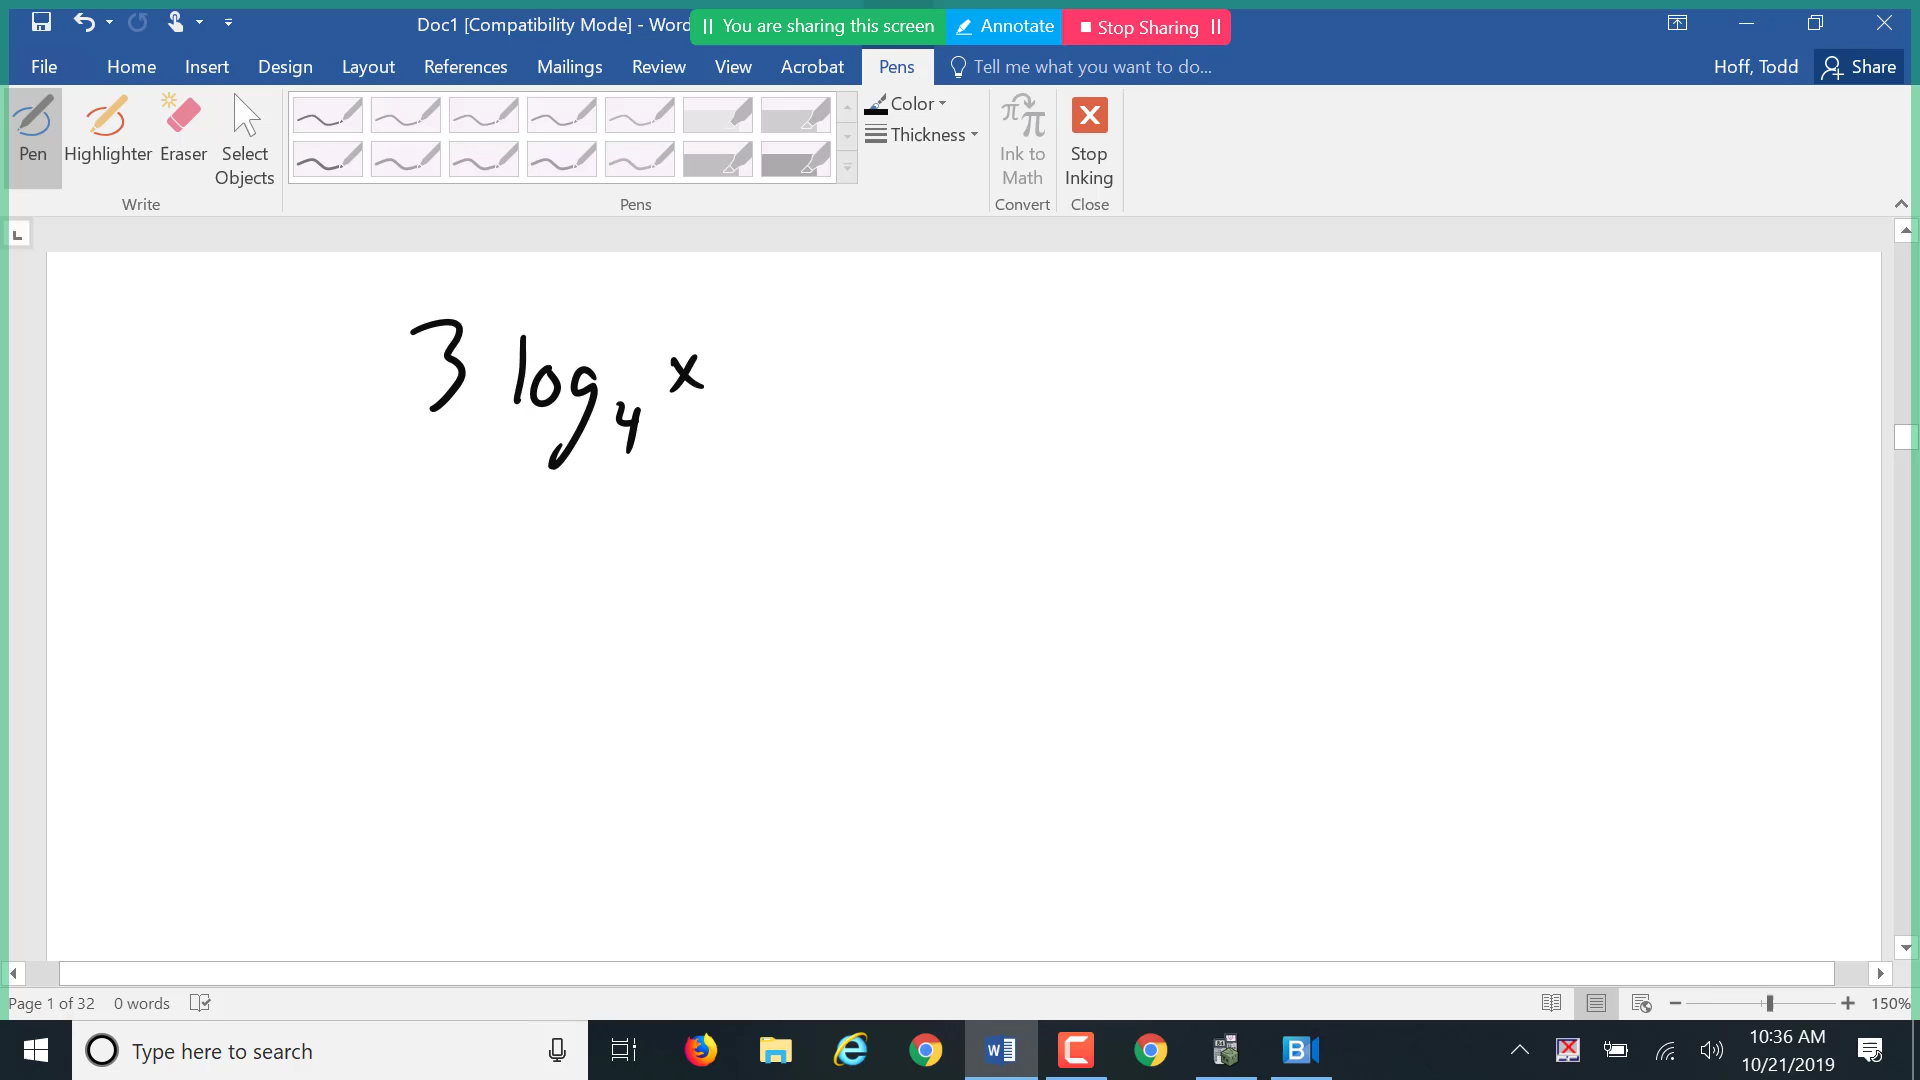 Doc1 [Compatibility Mode] - Word
You are sharing this screen
Annotate
Stop Sharing
File Home Insert Design Layout References Mailings Review View Acrobat Pens Tell me what you want to do... Hoff, Todd Share
Pen Highlighter Eraser Select Objects
Color
Thickness
Ink to Math
Stop Inking
Write Pens Convert Close
3 log₄ x
Page 1 of 32 0 words 150%
Type here to search
10:36 AM
10/21/2019